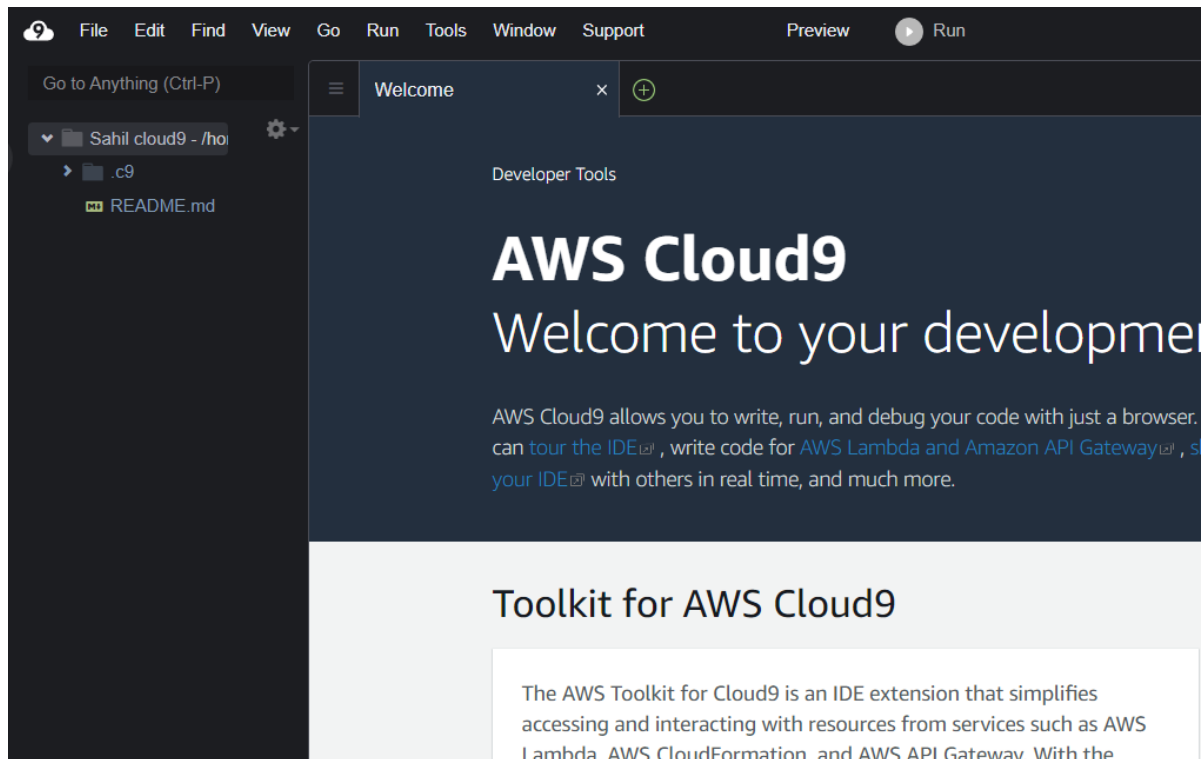 File Edit Find View Go Run Tools Window Support Preview Run
Go to Anything (Ctrl-P)
Welcome
Sahil cloud9 - /hor
.c9
README.md
Developer Tools
AWS Cloud9
Welcome to your developmen
AWS Cloud9 allows you to write, run, and debug your code with just a browser.
can tour the IDE, write code for AWS Lambda and Amazon API Gateway, s
your IDE with others in real time, and much more.
Toolkit for AWS Cloud9
The AWS Toolkit for Cloud9 is an IDE extension that simplifies
accessing and interacting with resources from services such as AWS
Lambda, AWS CloudFormation, and AWS API Gateway. With the